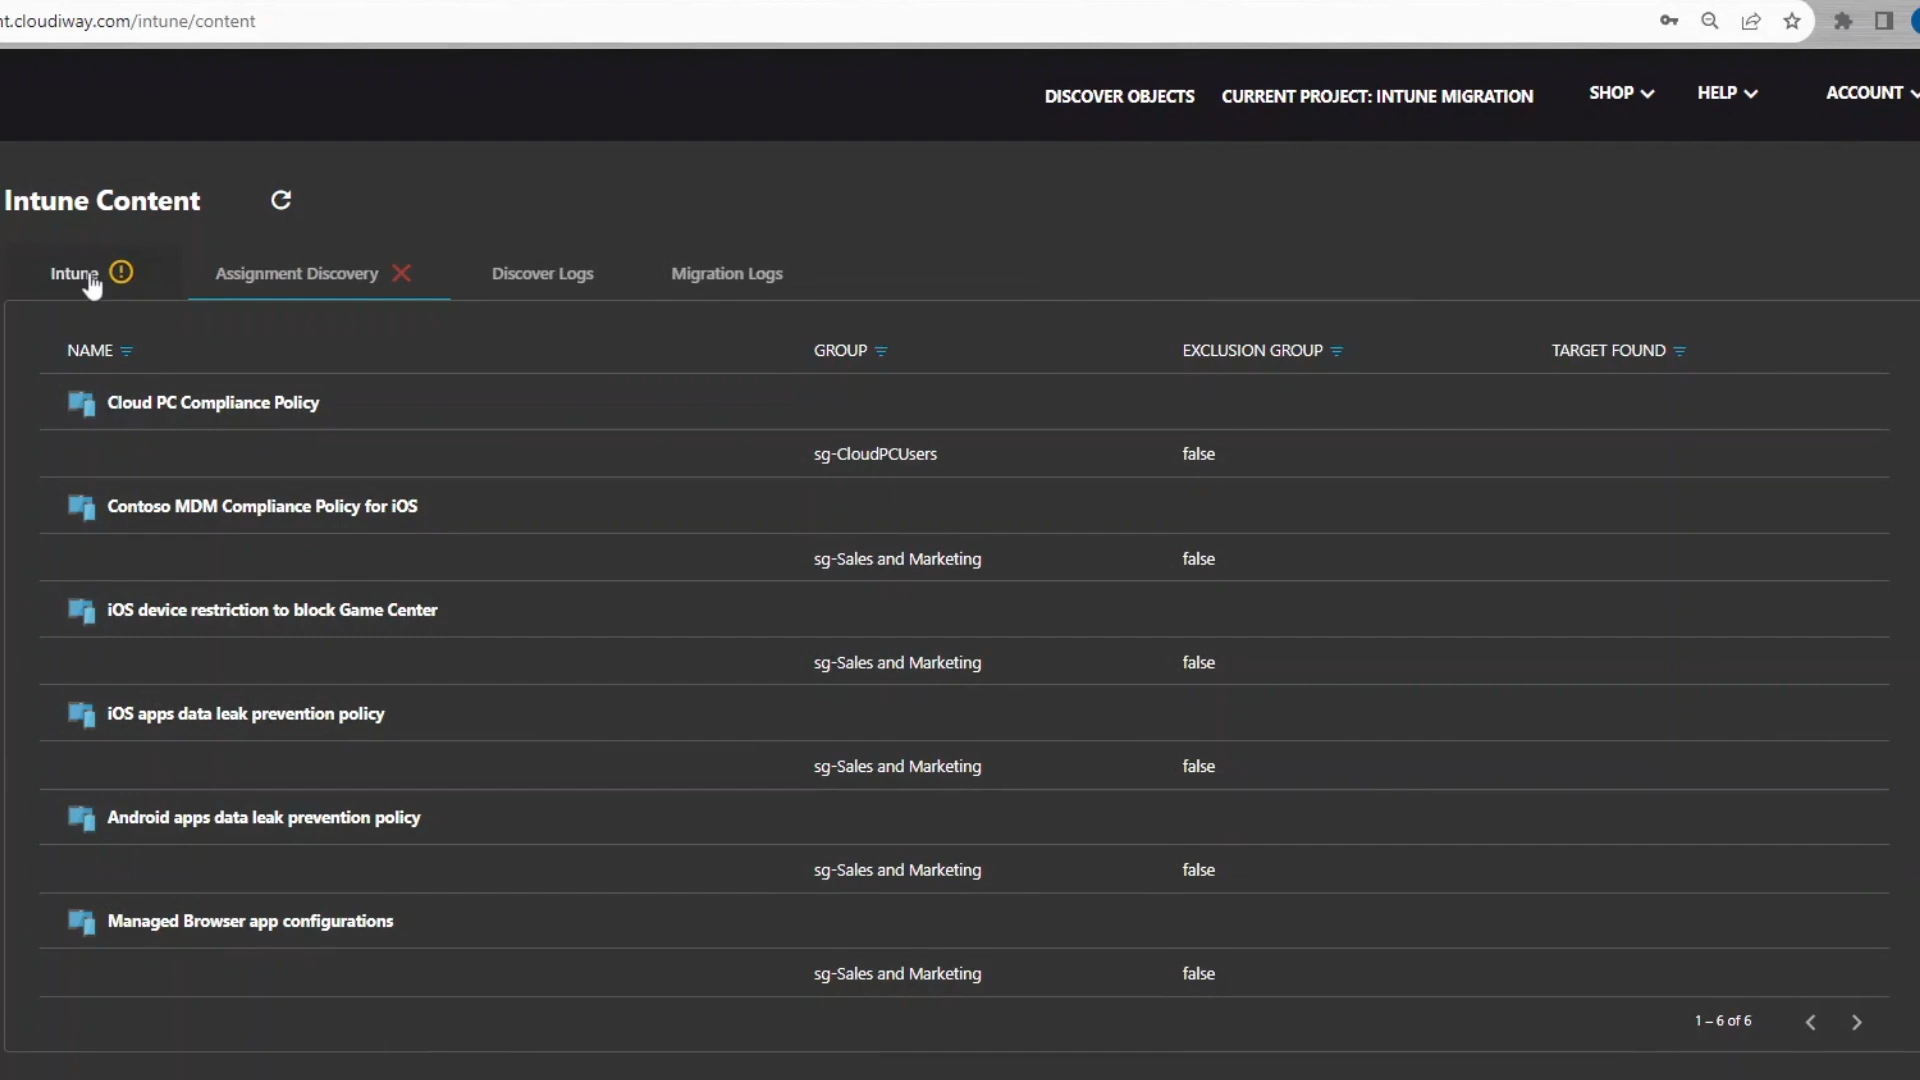 nt.cloudiway.com/intune/content
DISCOVER OBJECTS CURRENT PROJECT: INTUNE MIGRATION SHOP HELP ACCOUNT
Intune Content
Intune Assignment Discovery Discover Logs Migration Logs
NAME GROUP EXCLUSION GROUP TARGET FOUND
Cloud PC Compliance Policy
sg-CloudPCUsers false
Contoso MDM Compliance Policy for iOS
sg-Sales and Marketing false
iOS device restriction to block Game Center
sg-Sales and Marketing false
iOS apps data leak prevention policy
sg-Sales and Marketing false
Android apps data leak prevention policy
sg-Sales and Marketing false
Managed Browser app configurations
sg-Sales and Marketing false
1 – 6 of 6